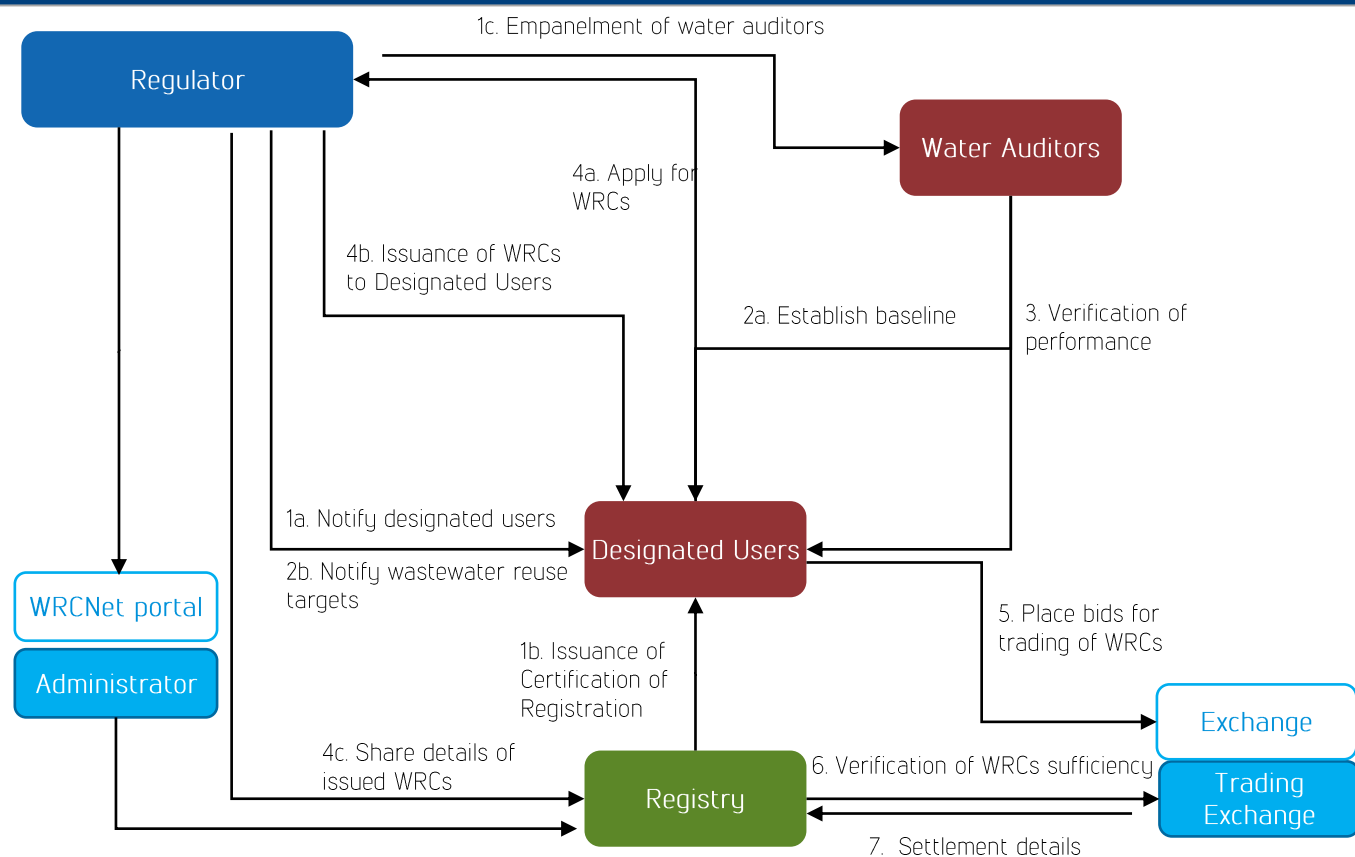 1c. Empanelment of water auditors
Regulator
Water Auditors
4a. Apply for
WRCs
4b. Issuance of WRCs
to Designated Users
2a. Establish baseline
3. Verification of
performance
1a. Notify designated users
Designated Users
2b. Notify wastewater reuse
targets
WRCNet portal
Administrator
1b. Issuance of
Certification of
Registration
5. Place bids for
trading of WRCs
Exchange
4c. Share details of
issued WRCs
Registry
6. Verification of WRCs sufficiency
Trading
Exchange
7. Settlement details